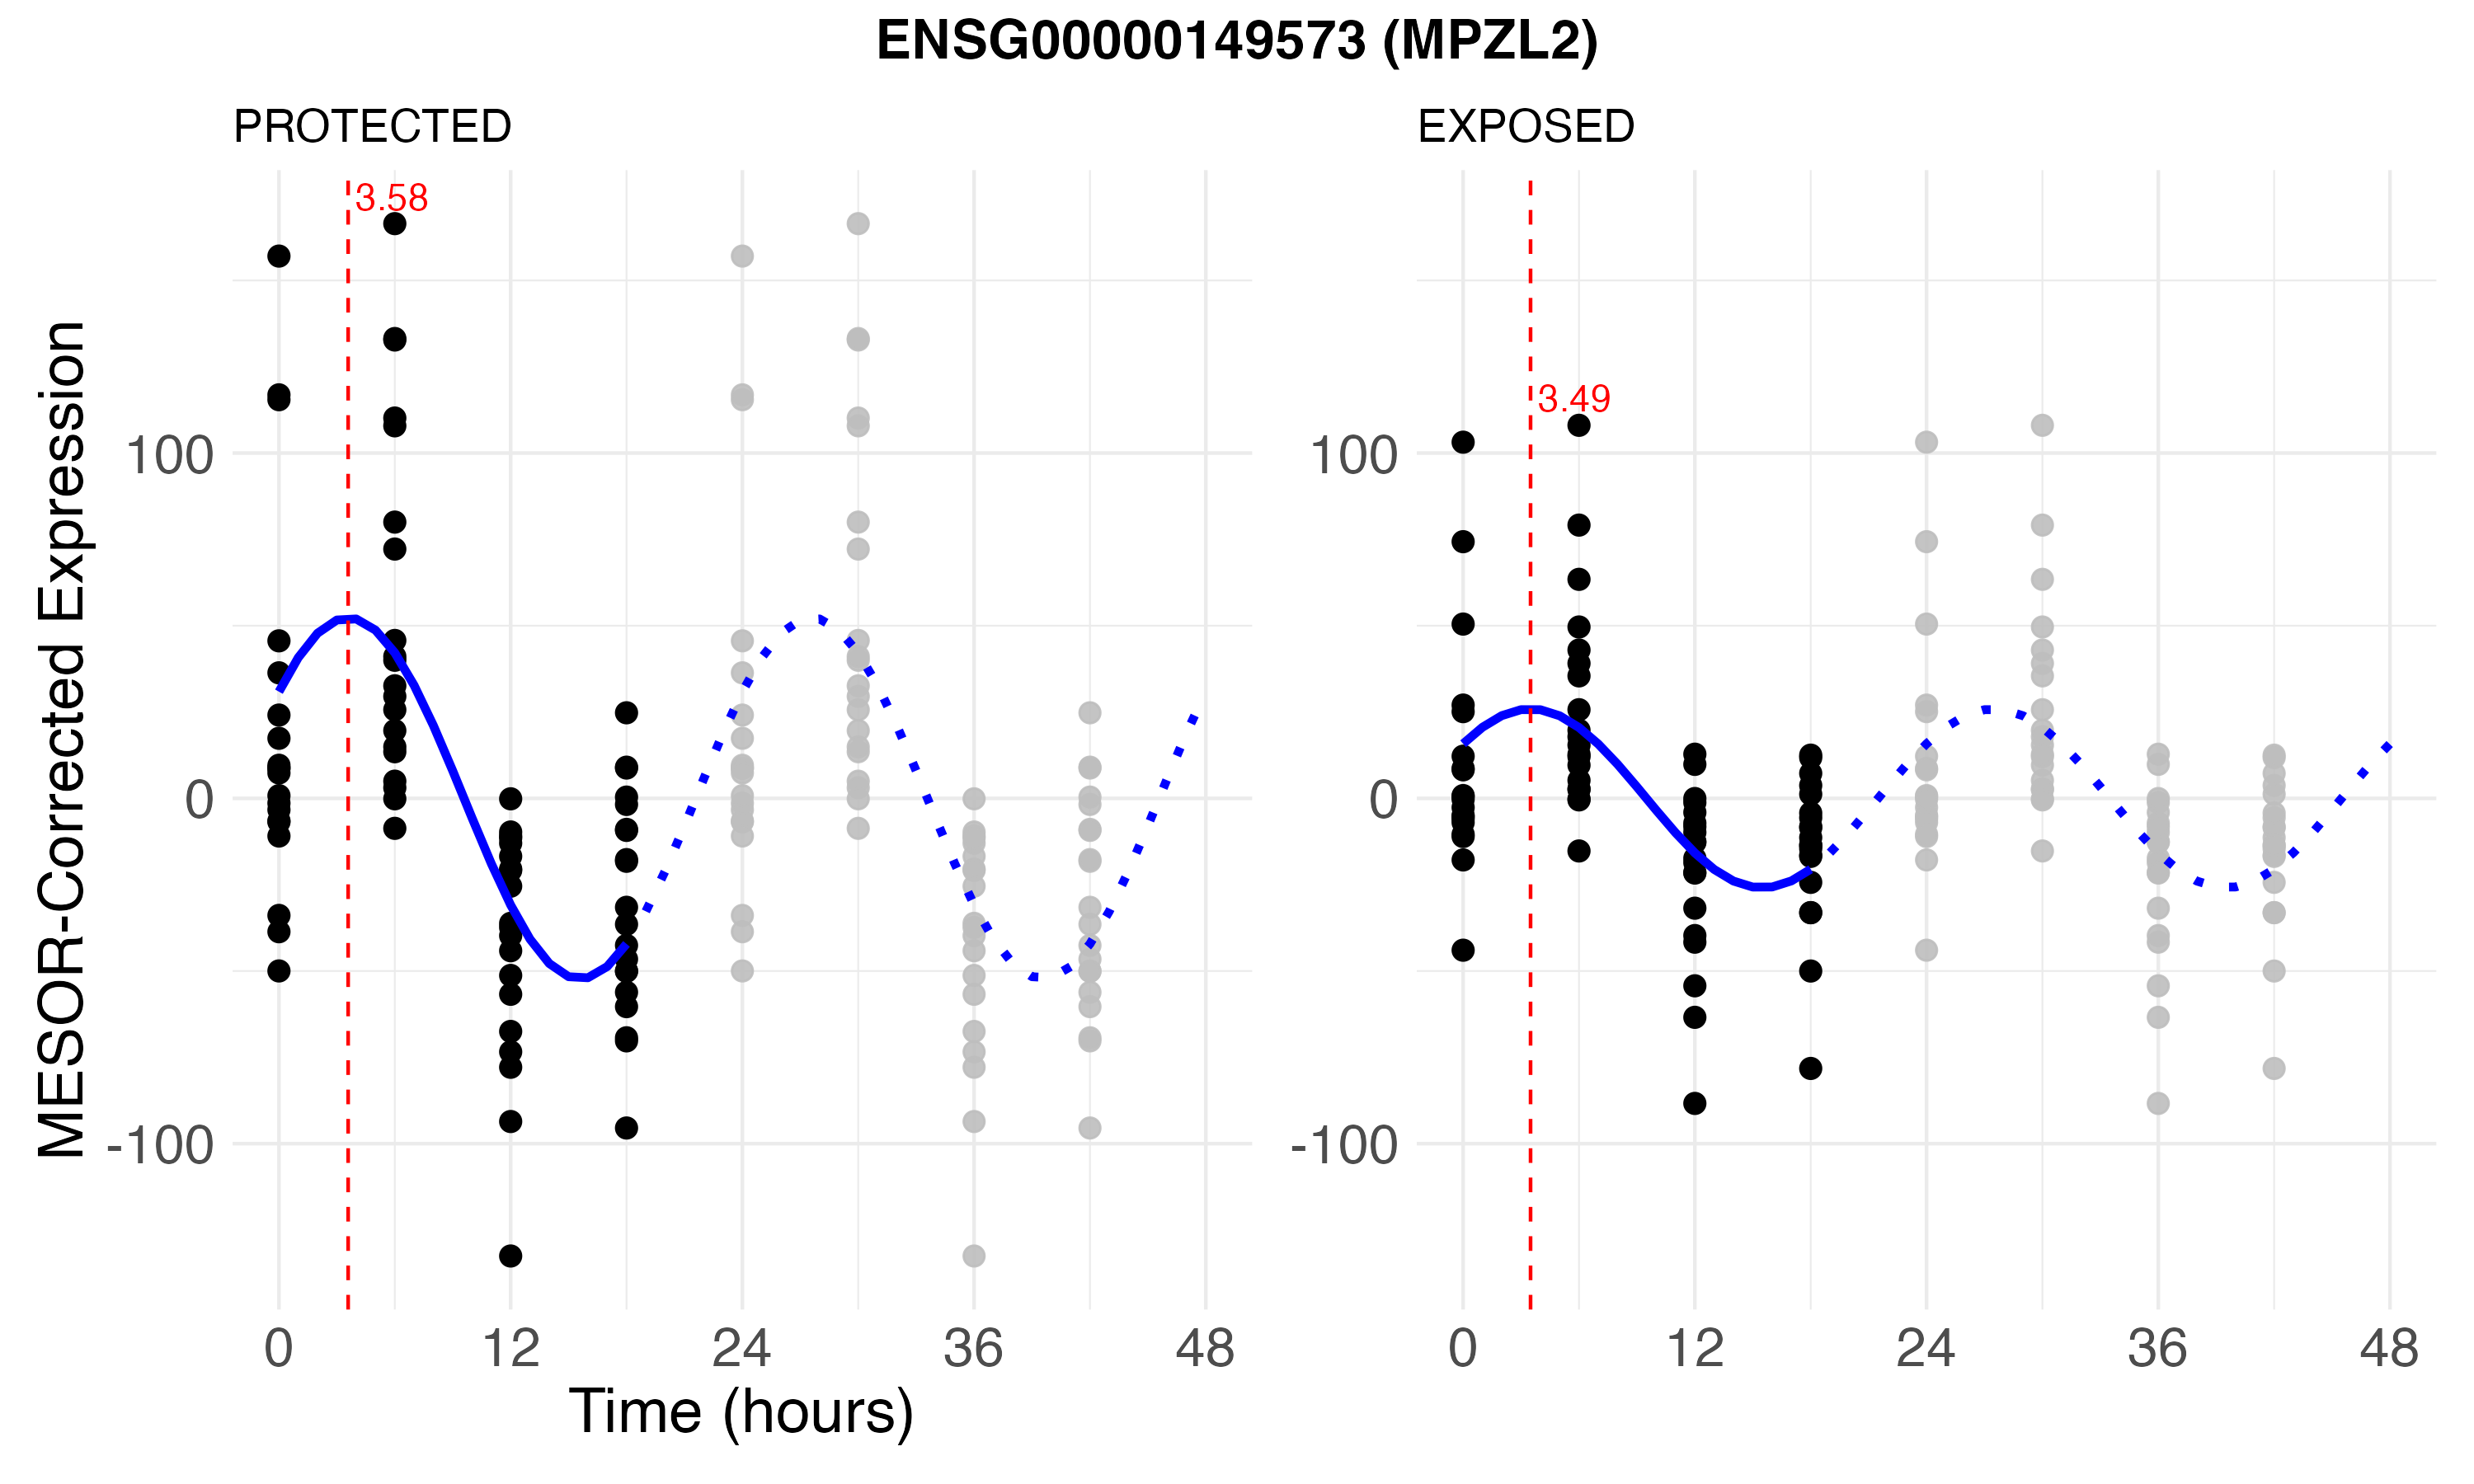 ENSG00000149573 (MPZL2)
PROTECTED
EXPOSED
3.58
3.49
MESOR-Corrected Expression
100
0
-100
100
0
-100
0 12 24 36 48
0 12 24 36 48
Time (hours)